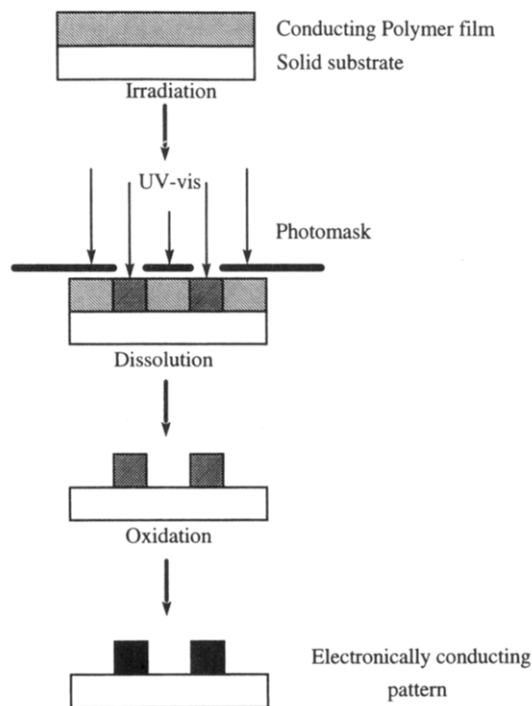 Conducting Polymer film
Solid substrate
Irradiation
UV-vis
Photomask
Dissolution
Oxidation
Electronically conducting
pattern